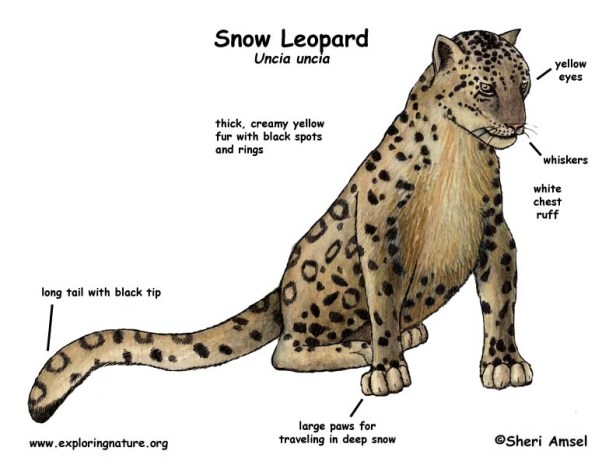 Snow Leopard
Uncia uncia
yellow
eyes
thick, creamy yellow
fur with black spots
and rings
whiskers
white
chest
ruff
long tail with black tip
large paws for
traveling in deep snow
www.exploringnature.org
©Sheri Amsel